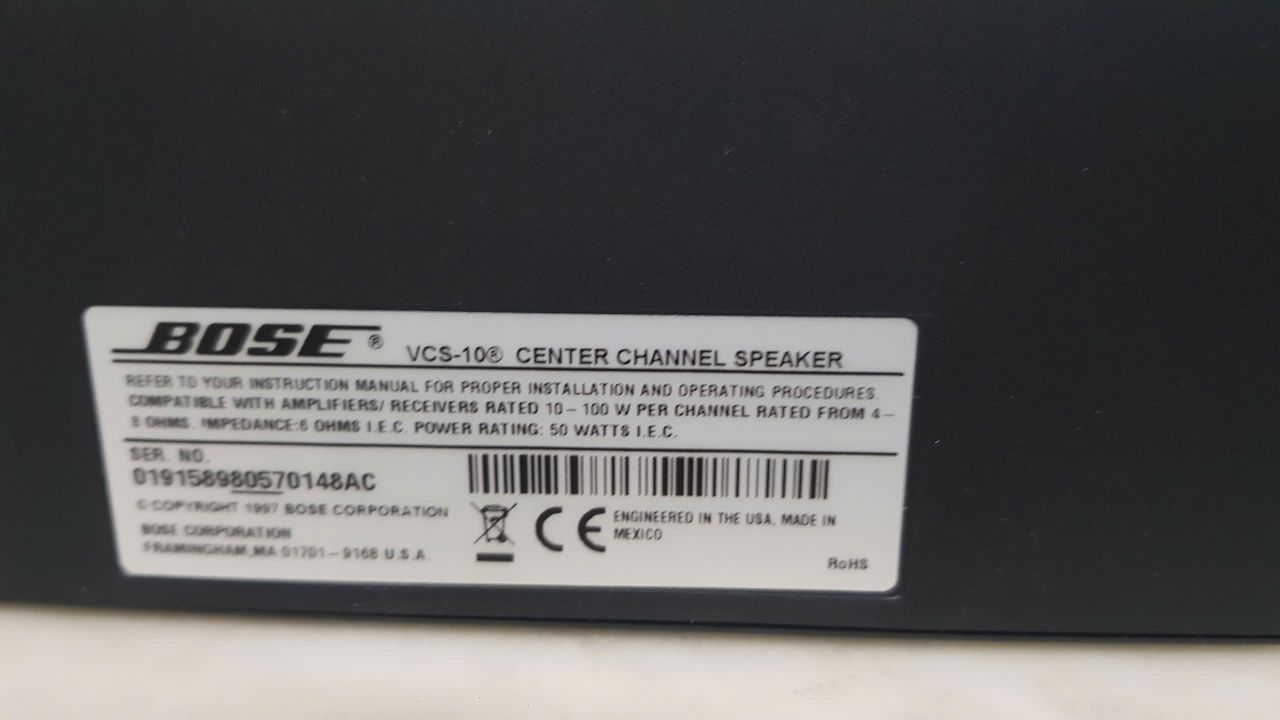 BOSE® VCS-10® CENTER CHANNEL SPEAKER
REFER TO YOUR INSTRUCTION MANUAL FOR PROPER INSTALLATION AND OPERATING PROCEDURES.
COMPATIBLE WITH AMPLIFIERS/ RECEIVERS RATED 10-100 W PER CHANNEL RATED FROM 4-
8 OHMS. IMPEDANCE:6 OHMS I.E.C. POWER RATING: 50 WATTS I.E.C.
SER. NO.
019158980570148AC
© COPYRIGHT 1997 BOSE CORPORATION
BOSE CORPORATION
FRAMINGHAM,MA 01701-9168 U.S.A.
CE
ENGINEERED IN THE USA, MADE IN
MEXICO
RoHS